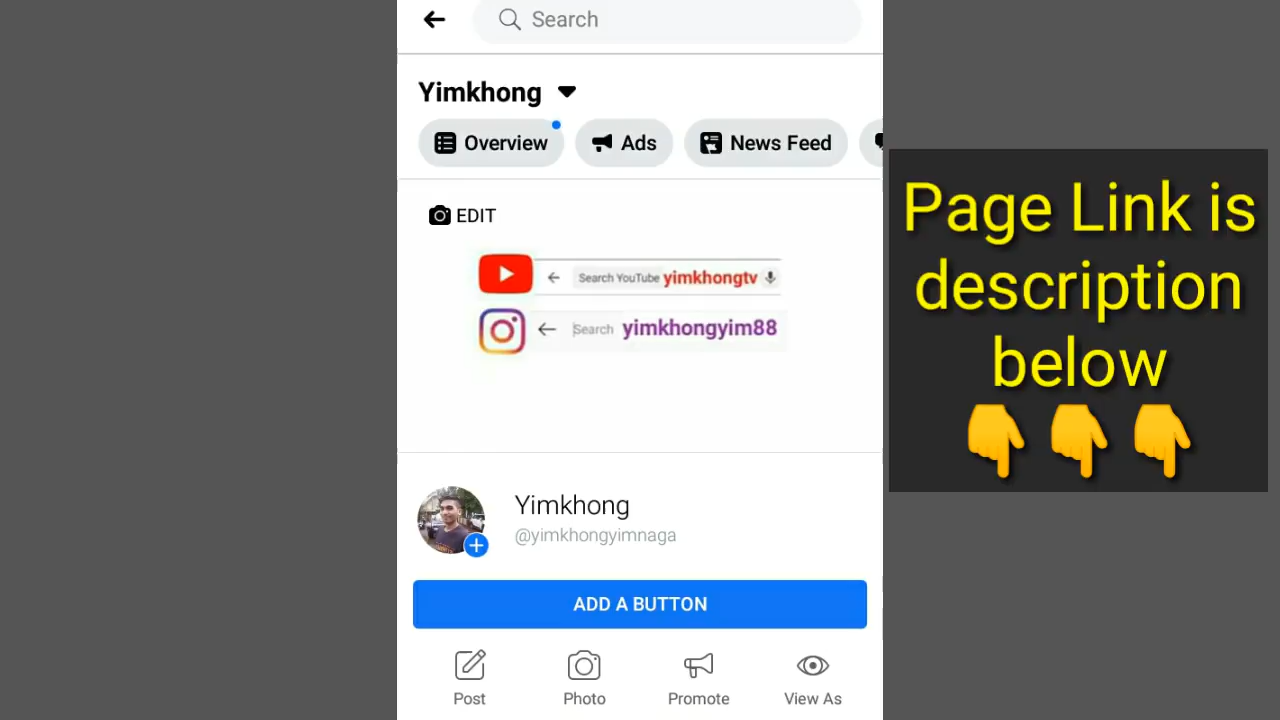 Search
Yimkhong
Overview
Ads
News Feed
EDIT
Search YouTube yimkhongtv
Search yimkhongyim88
Yimkhong
@yimkhongyimnaga
ADD A BUTTON
Post
Photo
Promote
View As
Page Link is
description
below